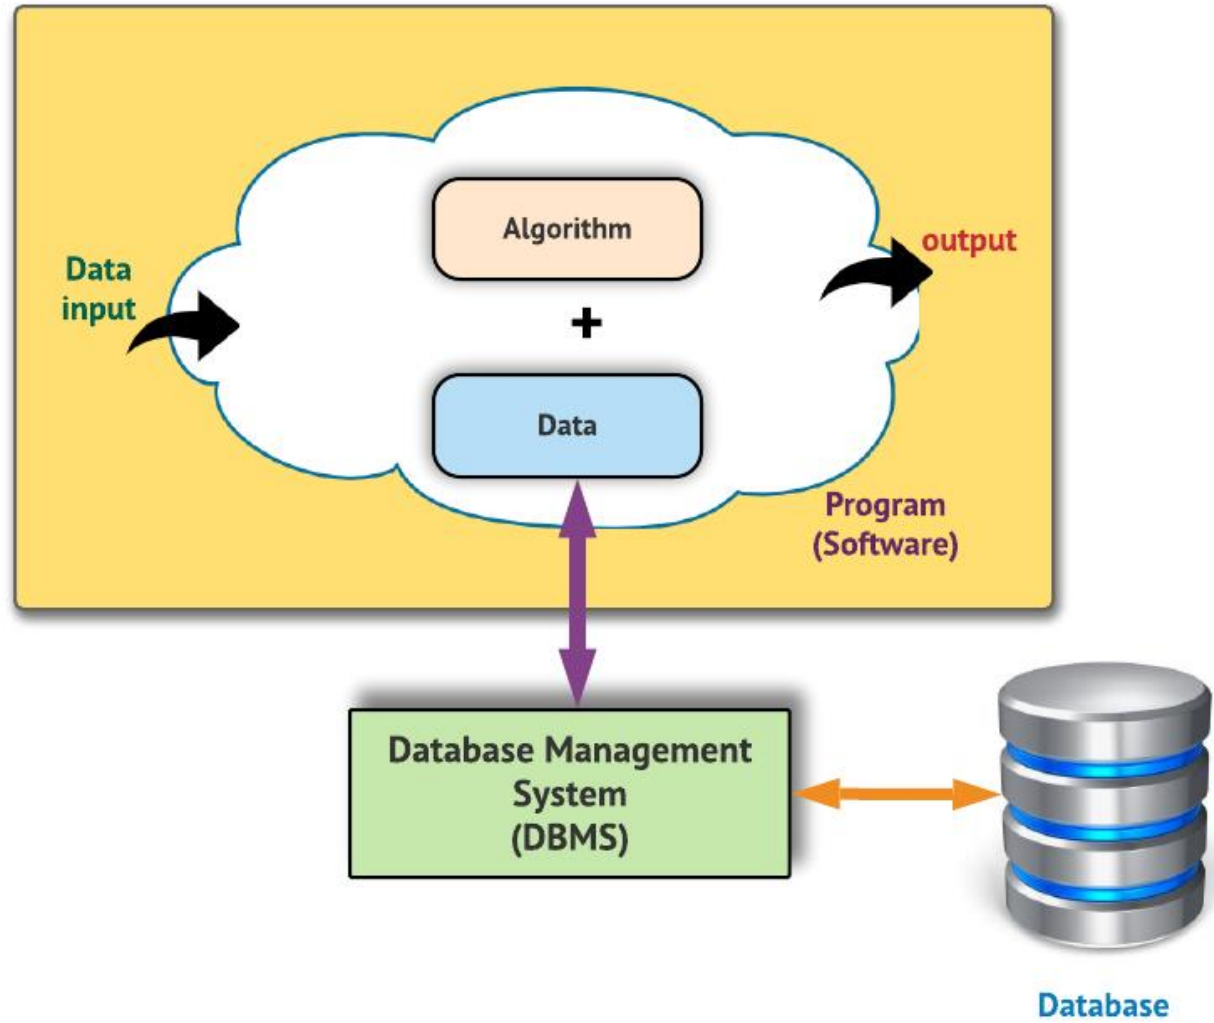 Algorithm
output
Data
input
+
Data
Program
(Software)
Database Management
System
(DBMS)
Database